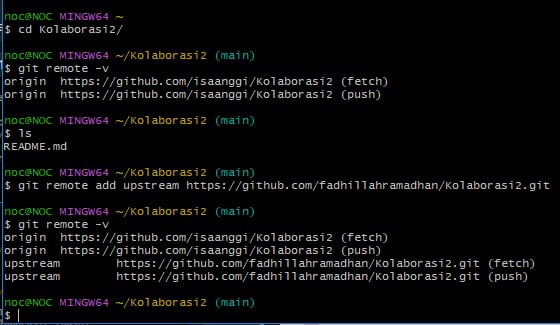 noc@NOC MINGW64 ~
$ cd Kolaborasi2/
noc@NOC MINGW64 ~/Kolaborasi2 (main)
$ git remote -v
origin  https://github.com/isaanggi/Kolaborasi2 (fetch)
origin  https://github.com/isaanggi/Kolaborasi2 (push)
noc@NOC MINGW64 ~/Kolaborasi2 (main)
$ ls
README.md
noc@NOC MINGW64 ~/Kolaborasi2 (main)
$ git remote add upstream https://github.com/fadhillahramadhan/Kolaborasi2.git
noc@NOC MINGW64 ~/Kolaborasi2 (main)
$ git remote -v
origin  https://github.com/isaanggi/Kolaborasi2 (fetch)
origin  https://github.com/isaanggi/Kolaborasi2 (push)
upstream        https://github.com/fadhillahramadhan/Kolaborasi2.git (fetch)
upstream        https://github.com/fadhillahramadhan/Kolaborasi2.git (push)
noc@NOC MINGW64 ~/Kolaborasi2 (main)
$